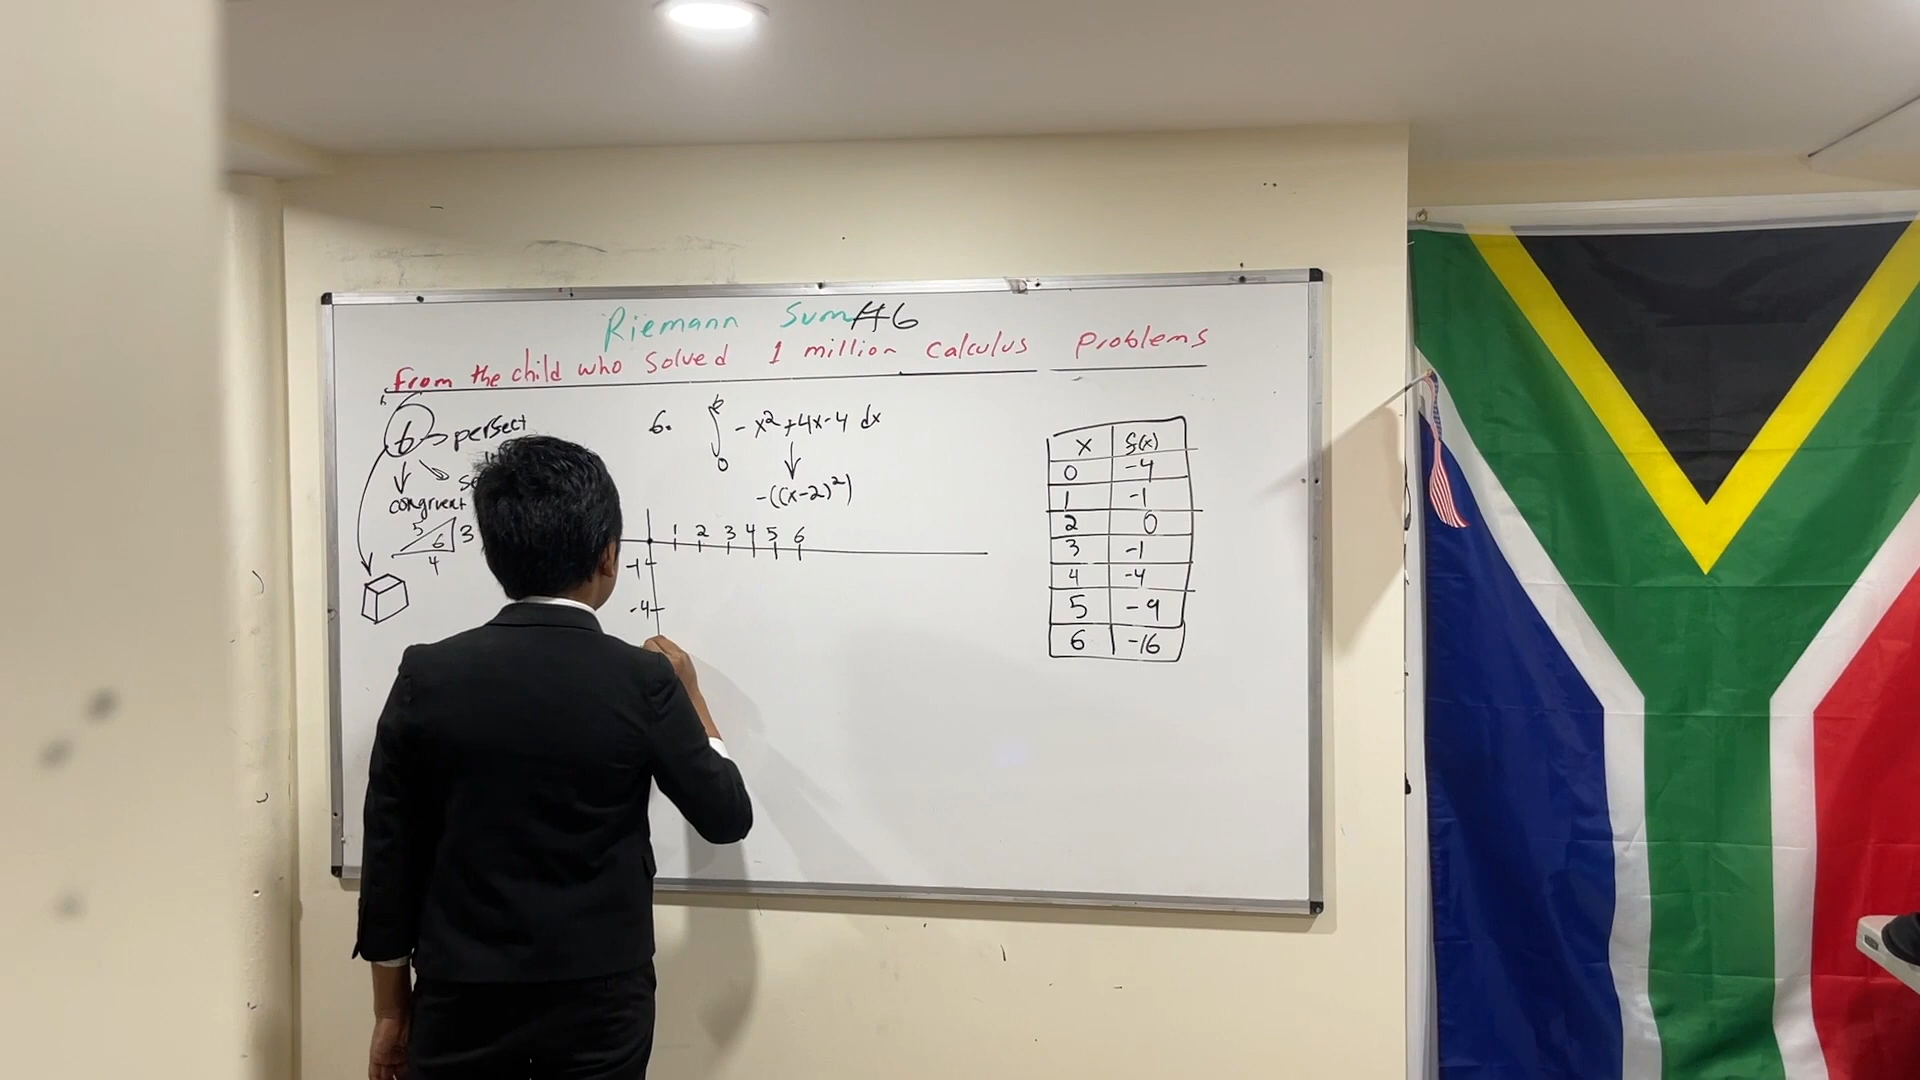 Riemann Sum #6
From the child who solved 1 million calculus problems
6 → perfect
congruent
5 6 3
4
6. ∫ - x² + 4x - 4 dx
6
0
-((x-2)²)
1 2 3 4 5 6
-1
-4
x f(x)
0 -4
1 -1
2 0
3 -1
4 -4
5 -9
6 -16